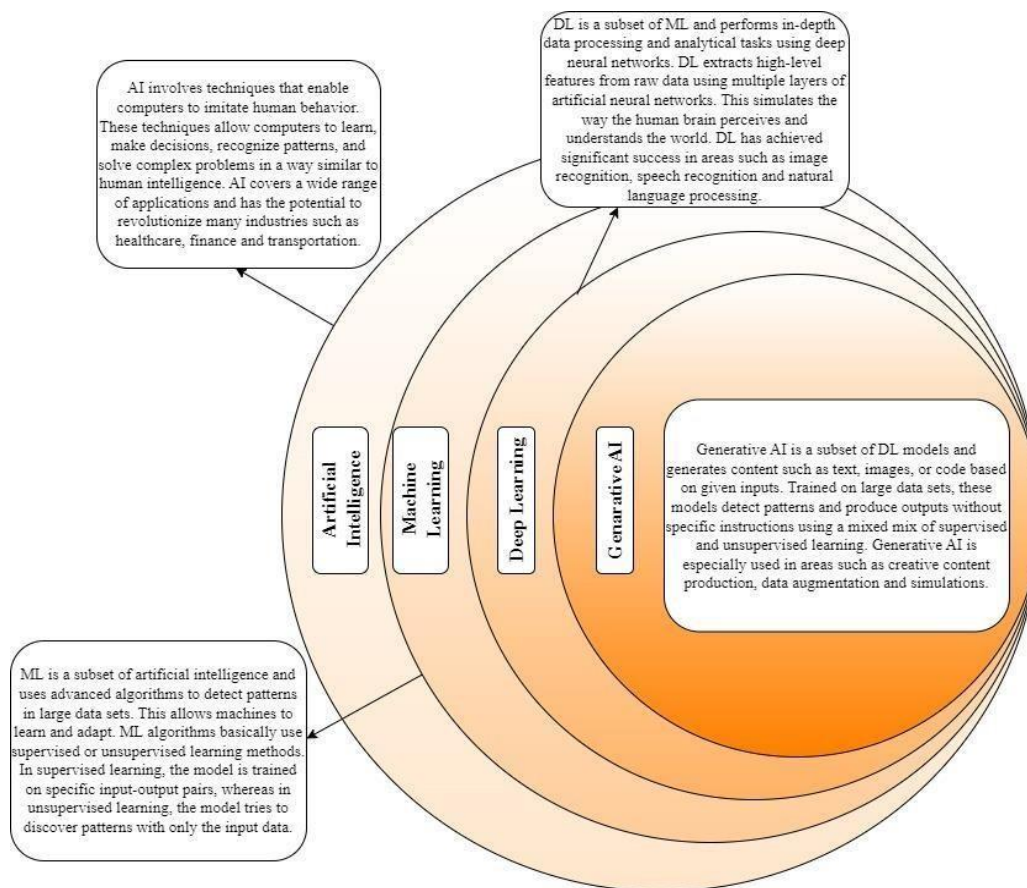 DL is a subset of ML and performs in-depth
data processing and analytical tasks using deep
neural networks. DL extracts high-level
features from raw data using multiple layers of
artificial neural networks. This simulates the
way the human brain perceives and
understands the world. DL has achieved
significant success in areas such as image
recognition, speech recognition and natural
language processing.
AI involves techniques that enable
computers to imitate human behavior.
These techniques allow computers to learn,
make decisions, recognize patterns, and
solve complex problems in a way similar to
human intelligence. AI covers a wide range
of applications and has the potential to
revolutionize many industries such as
healthcare, finance and transportation.
Artificial
Intelligence
Machine
Learning
Deep Learning
Genarative AI
Generative AI is a subset of DL models and
generates content such as text, images, or code based
on given inputs. Trained on large data sets, these
models detect patterns and produce outputs without
specific instructions using a mixed mix of supervised
and unsupervised learning. Generative AI is
especially used in areas such as creative content
production, data augmentation and simulations.
ML is a subset of artificial intelligence and
uses advanced algorithms to detect patterns
in large data sets. This allows machines to
learn and adapt. ML algorithms basically use
supervised or unsupervised learning methods.
In supervised learning, the model is trained
on specific input-output pairs, whereas in
unsupervised learning, the model tries to
discover patterns with only the input data.